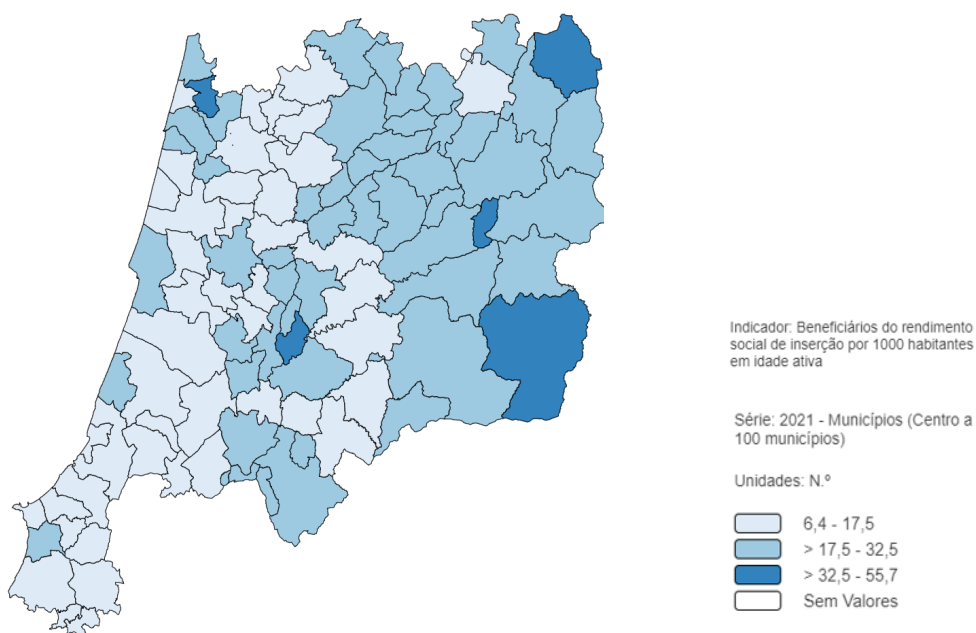 Indicador: Beneficiários do rendimento
social de inserção por 1000 habitantes
em idade ativa
Série: 2021 - Municípios (Centro a
100 municípios)
Unidades: N.º
6,4 - 17,5
> 17,5 - 32,5
> 32,5 - 55,7
Sem Valores